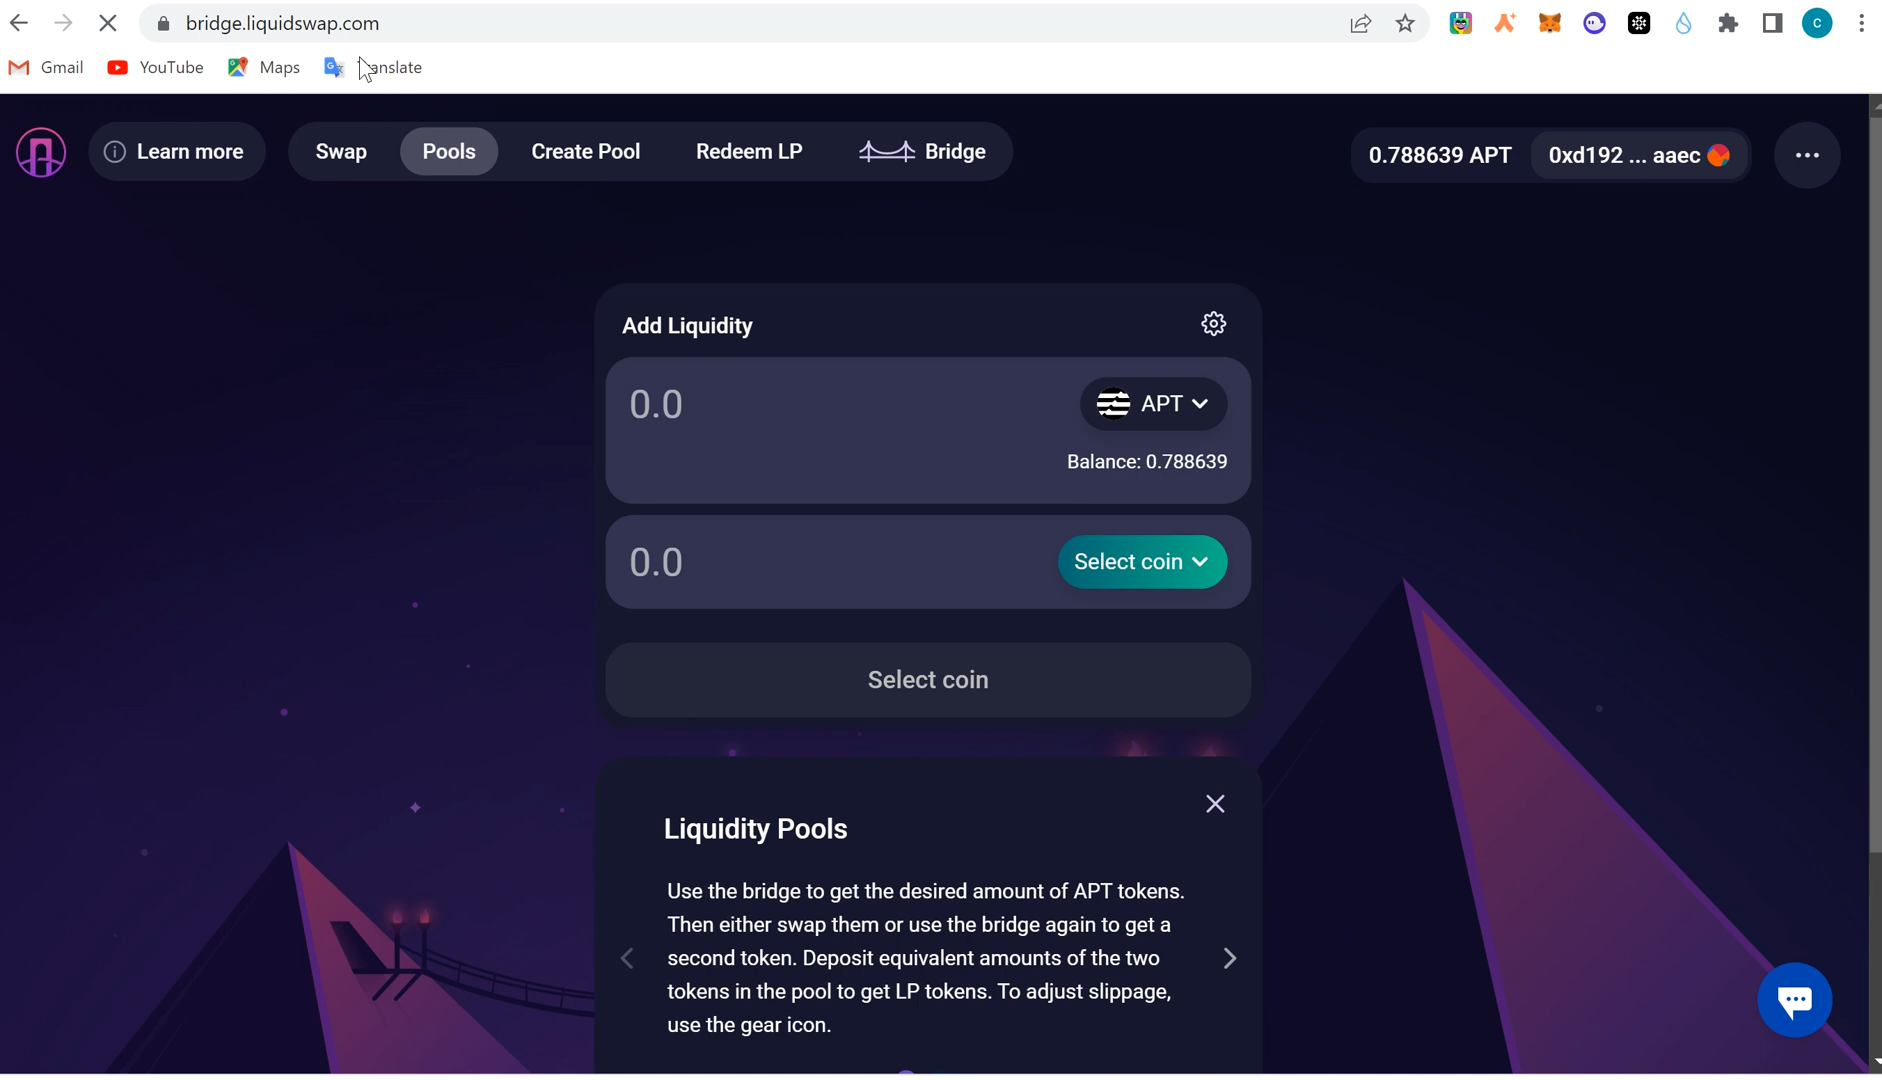 bridge.liquidswap.com
C
Gmail YouTube Maps anslate
Learn more Swap Pools Create Pool Redeem LP Bridge 0.788639 APT 0xd192 ... aaec
Add Liquidity
0.0 APT
Balance: 0.788639
0.0 Select coin
Select coin
Liquidity Pools
Use the bridge to get the desired amount of APT tokens.
Then either swap them or use the bridge again to get a
second token. Deposit equivalent amounts of the two
tokens in the pool to get LP tokens. To adjust slippage,
use the gear icon.